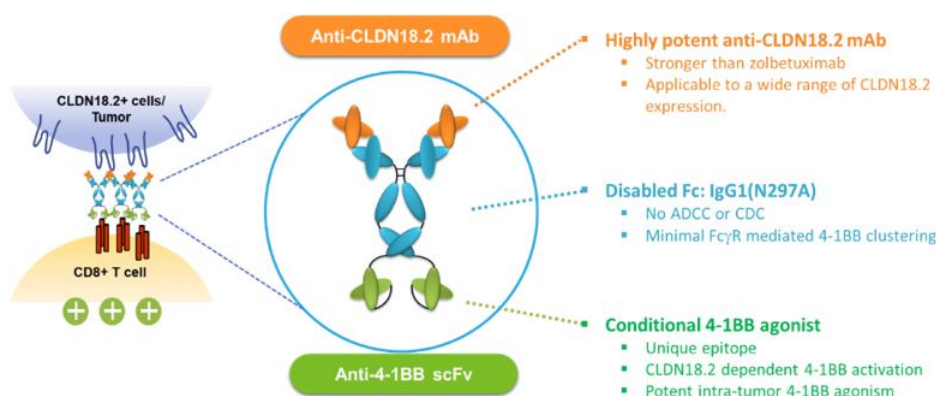 Anti-CLDN18.2 mAb
CLDN18.2+ cells/
Tumor
CD8+ T cell
Anti-4-1BB scFv
Highly potent anti-CLDN18.2 mAb
Stronger than zolbetuximab
Applicable to a wide range of CLDN18.2
expression.
Disabled Fc: IgG1(N297A)
No ADCC or CDC
Minimal FcγR mediated 4-1BB clustering
Conditional 4-1BB agonist
Unique epitope
CLDN18.2 dependent 4-1BB activation
Potent intra-tumor 4-1BB agonism